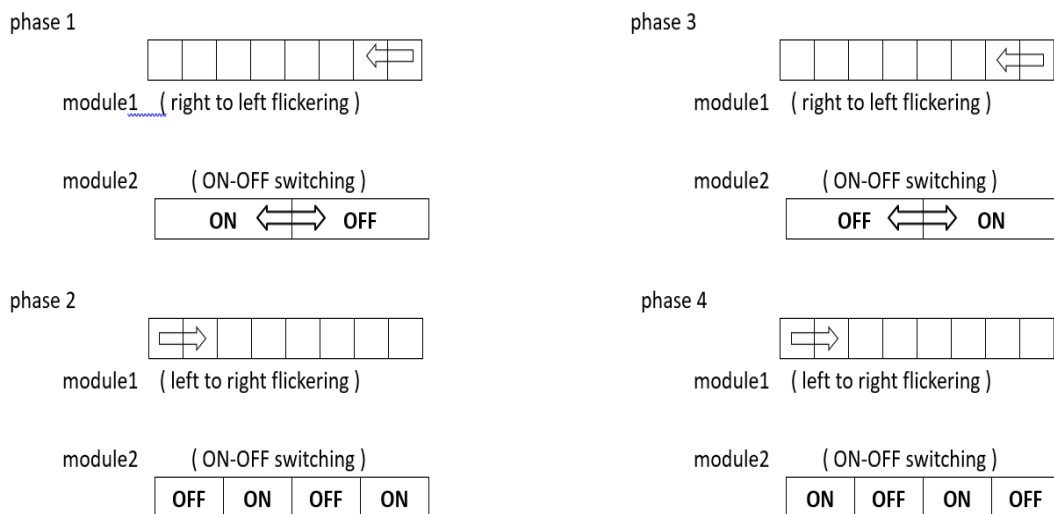 phase 1
module1 ( right to left flickering )
module2 ( ON-OFF switching )
ON OFF
phase 2
module1 ( left to right flickering )
module2 ( ON-OFF switching )
OFF ON OFF ON
phase 3
module1 ( right to left flickering )
module2 ( ON-OFF switching )
OFF ON
phase 4
module1 ( left to right flickering )
module2 ( ON-OFF switching )
ON OFF ON OFF